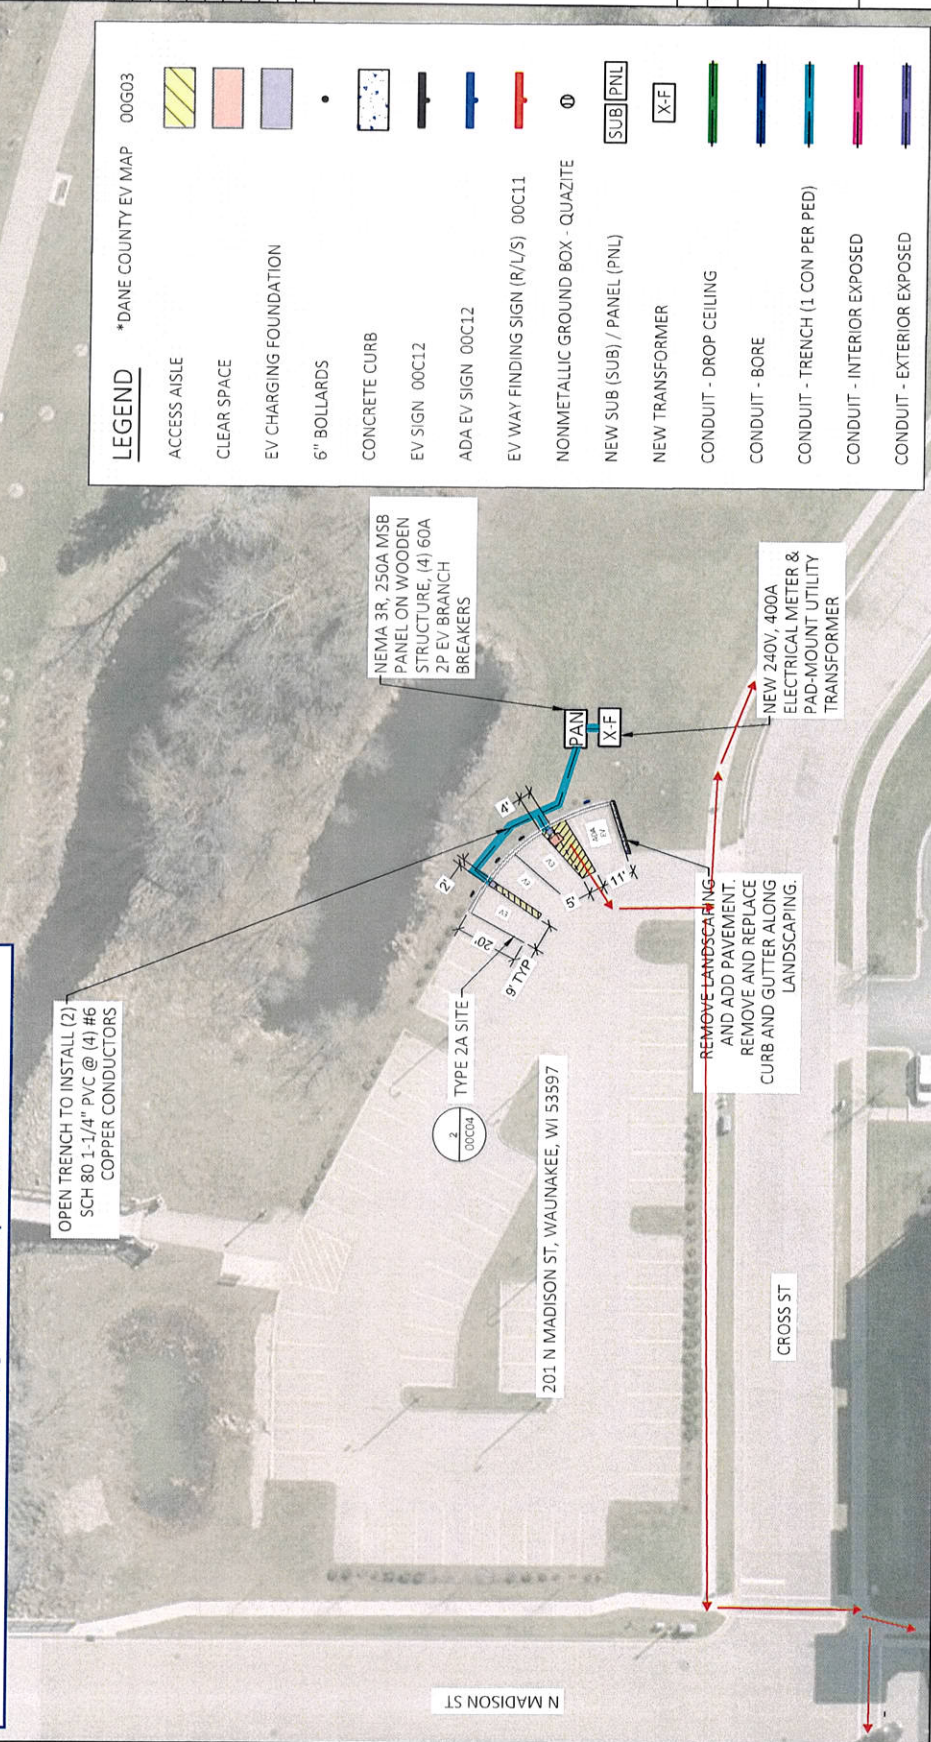 LEGEND *DANE COUNTY EV MAP 00G03
ACCESS AISLE
CLEAR SPACE
EV CHARGING FOUNDATION
6" BOLLARDS
CONCRETE CURB
EV SIGN 00C12
ADA EV SIGN 00C12
EV WAY FINDING SIGN (R/L/S) 00C11
NONMETALLIC GROUND BOX - QUAZITE
NEW SUB (SUB) / PANEL (PNL)
SUB PNL
NEW TRANSFORMER
X-F
CONDUIT - DROP CEILING
CONDUIT - BORE
CONDUIT - TRENCH (1 CON PER PED)
CONDUIT - INTERIOR EXPOSED
CONDUIT - EXTERIOR EXPOSED
OPEN TRENCH TO INSTALL (2)
SCH 80 1-1/4" PVC @ (4) #6
COPPER CONDUCTORS
NEMA 3R, 250A MSB
PANEL ON WOODEN
STRUCTURE, (4) 60A
2P EV BRANCH
BREAKERS
PAN
X-F
2'
4'
20'
9' TYP
5'
11'
EV
EV
EV
ADA
EV
2
00C04
TYPE 2A SITE
NEW 240V, 400A
ELECTRICAL METER &
PAD-MOUNT UTILITY
TRANSFORMER
REMOVE LANDSCAPING
AND ADD PAVEMENT.
REMOVE AND REPLACE
CURB AND GUTTER ALONG
LANDSCAPING.
201 N MADISON ST, WAUNAKEE, WI 53597
CROSS ST
N MADISON ST